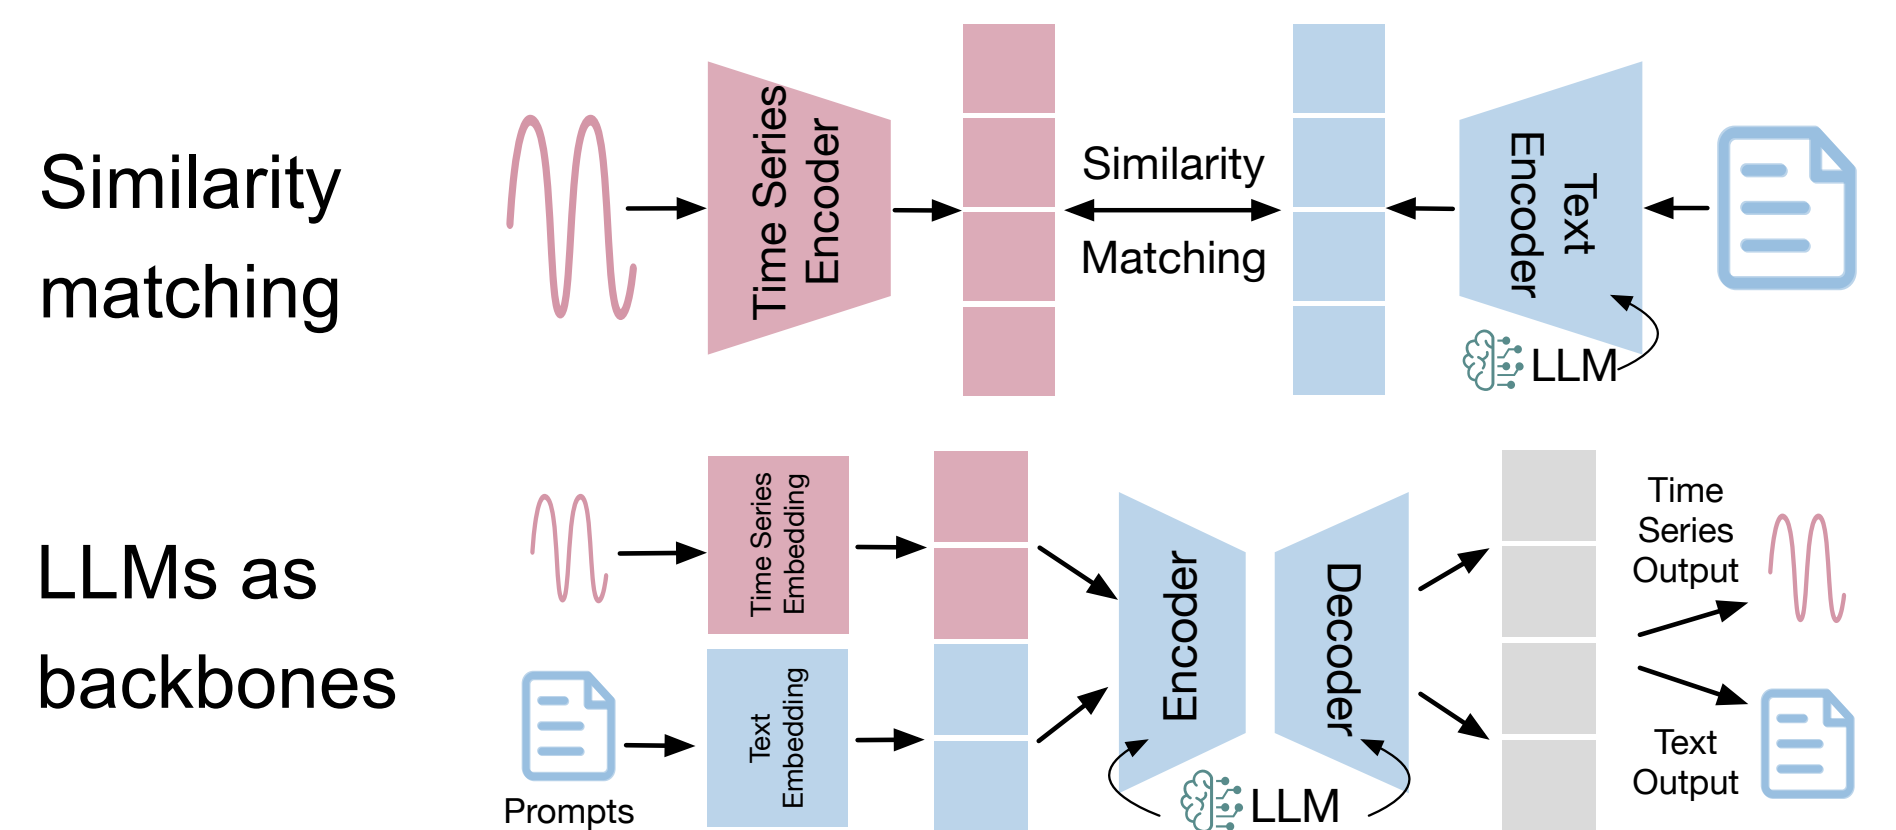 Similarity
matching
Time Series
Encoder
Similarity
Matching
Text
Encoder
LLM
LLMs as
backbones
Time Series
Embedding
Prompts
Text
Embedding
Encoder
Decoder
LLM
Time
Series
Output
Text
Output